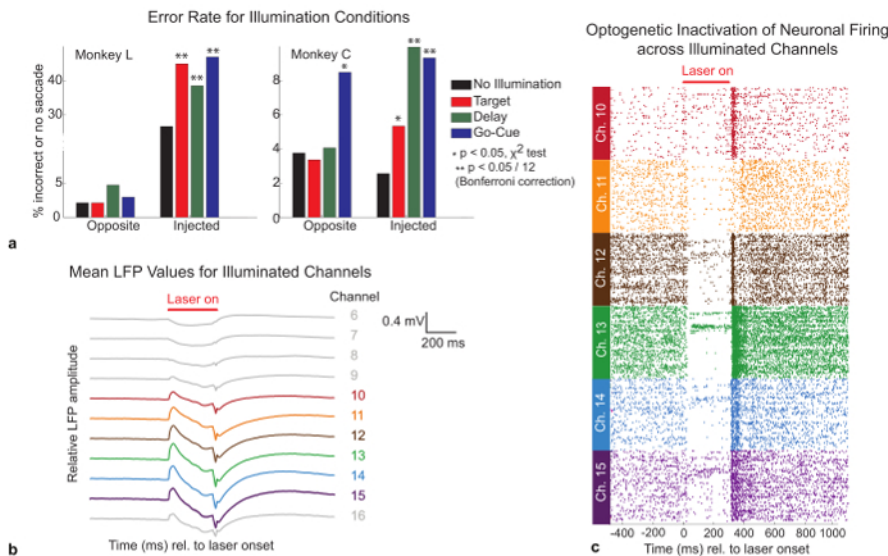 Error Rate for Illumination Conditions
a
% incorrect or no saccade
Monkey L
40
30
5
0
**
**
**
Opposite
Injected
Monkey C
8
6
4
2
0
*
*
**
**
Opposite
Injected
No Illumination
Target
Delay
Go-Cue
* p < 0.05, χ² test
** p < 0.05 / 12
(Bonferroni correction)
Mean LFP Values for Illuminated Channels
Laser on
Channel
Relative LFP amplitude
6
7
8
9
10
11
12
13
14
15
16
0.4 mV
200 ms
Time (ms) rel. to laser onset
b
Optogenetic Inactivation of Neuronal Firing
across Illuminated Channels
Laser on
Ch. 10
Ch. 11
Ch. 12
Ch. 13
Ch. 14
Ch. 15
-400 -200 0 200 400 600 800 1000
Time (ms) rel. to laser onset
c